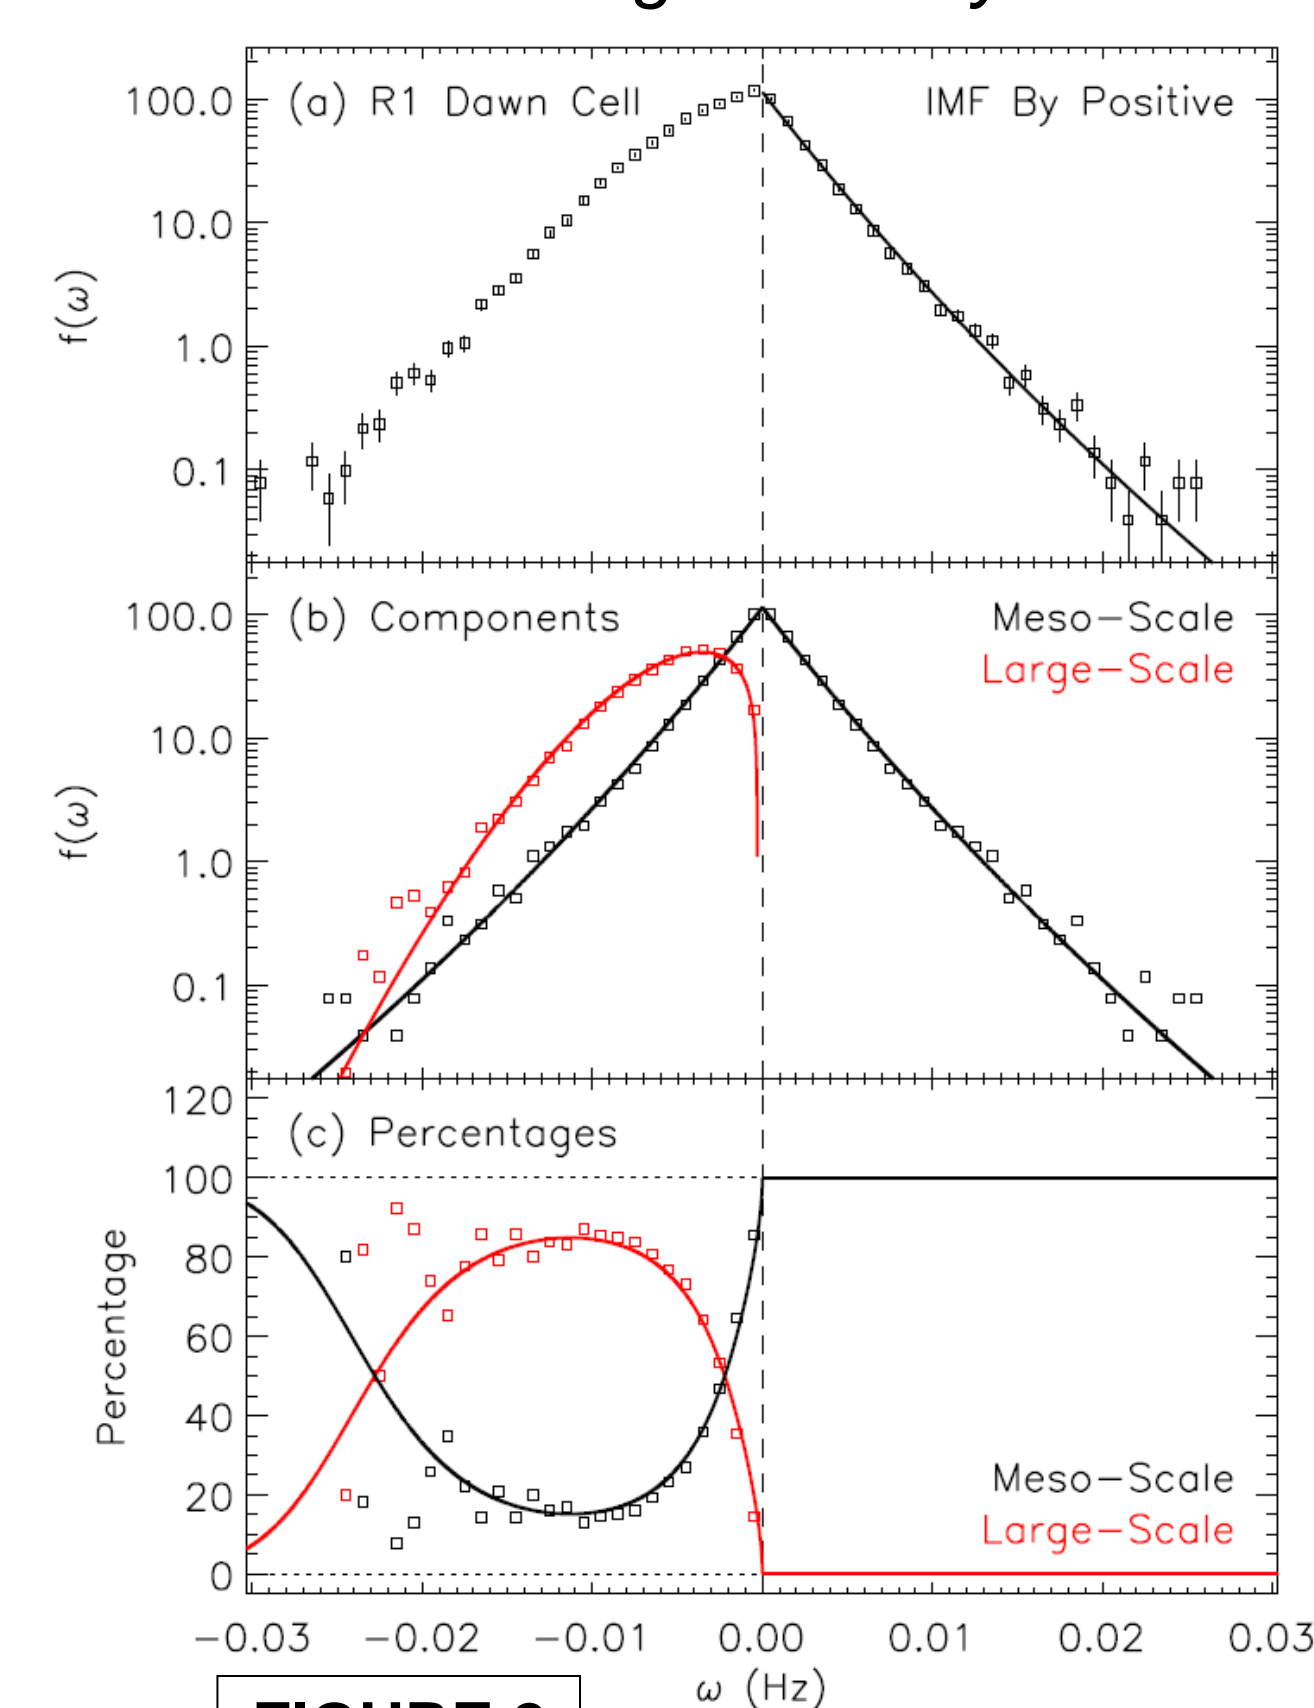 (a) R1 Dawn Cell IMF By Positive
100.0
10.0
1.0
0.1
f(ω)
(b) Components
Meso-Scale
Large-Scale
100.0
10.0
1.0
0.1
f(ω)
(c) Percentages
120
100
80
60
40
20
0
Percentage
Meso-Scale
Large-Scale
-0.03 -0.02 -0.01 0.00 0.01 0.02 0.03
ω (Hz)